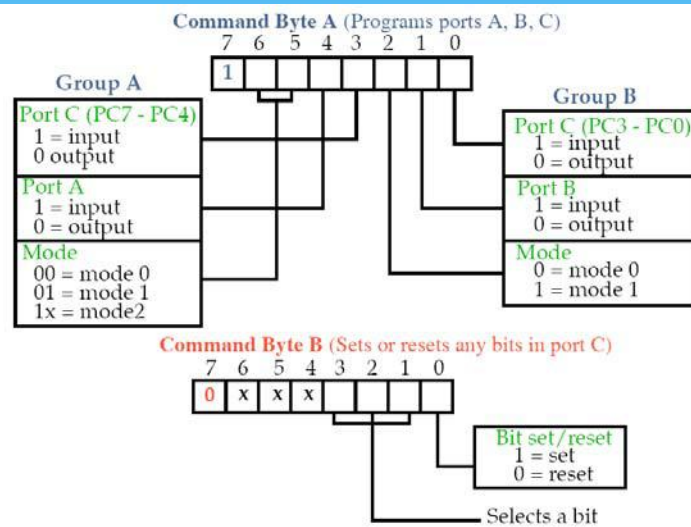 Command Byte A (Programs ports A, B, C)
7 6 5 4 3 2 1 0
1
Group A
Port C (PC7 - PC4)
1 = input
0 output
Port A
1 = input
0 = output
Mode
00 = mode 0
01 = mode 1
1x = mode2
Group B
Port C (PC3 - PC0)
1 = input
0 = output
Port B
1 = input
0 = output
Mode
0 = mode 0
1 = mode 1
Command Byte B (Sets or resets any bits in port C)
7 6 5 4 3 2 1 0
0 x x x
Bit set/reset
1 = set
0 = reset
Selects a bit